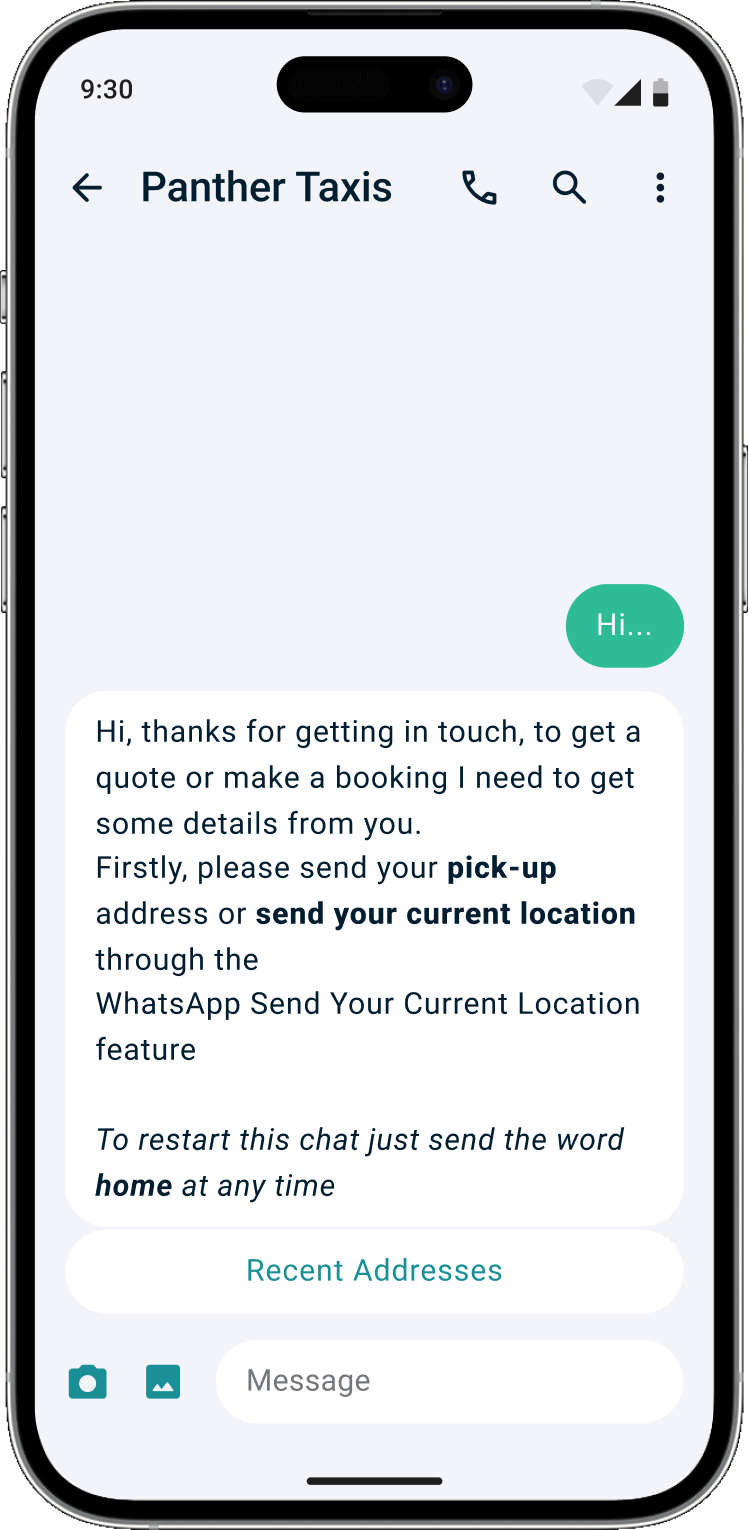 9:30
Panther Taxis
Hi...
Hi, thanks for getting in touch, to get a
quote or make a booking I need to get
some details from you.
Firstly, please send your pick-up
address or send your current location
through the
WhatsApp Send Your Current Location
feature
To restart this chat just send the word
home at any time
Recent Addresses
Message